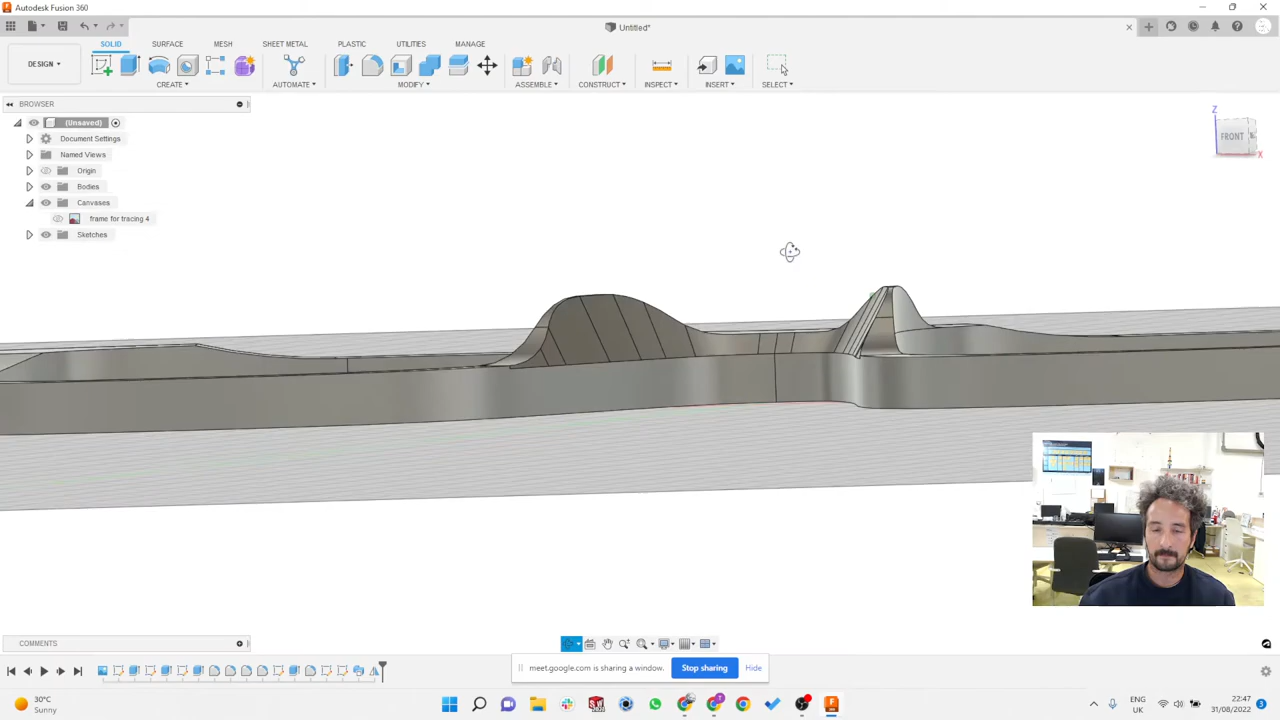 Autodesk Fusion 360
Untitled*
DESIGN
SOLID SURFACE MESH SHEET METAL PLASTIC UTILITIES MANAGE
CREATE AUTOMATE MODIFY ASSEMBLE CONSTRUCT INSPECT INSERT SELECT
BROWSER
(Unsaved)
Document Settings
Named Views
Origin
Bodies
Canvases
frame for tracing 4
Sketches
Z
FRONT
X
COMMENTS
meet.google.com is sharing a window.
Stop sharing
Hide
30°C
Sunny
ENG
UK
22:47
31/08/2022
3